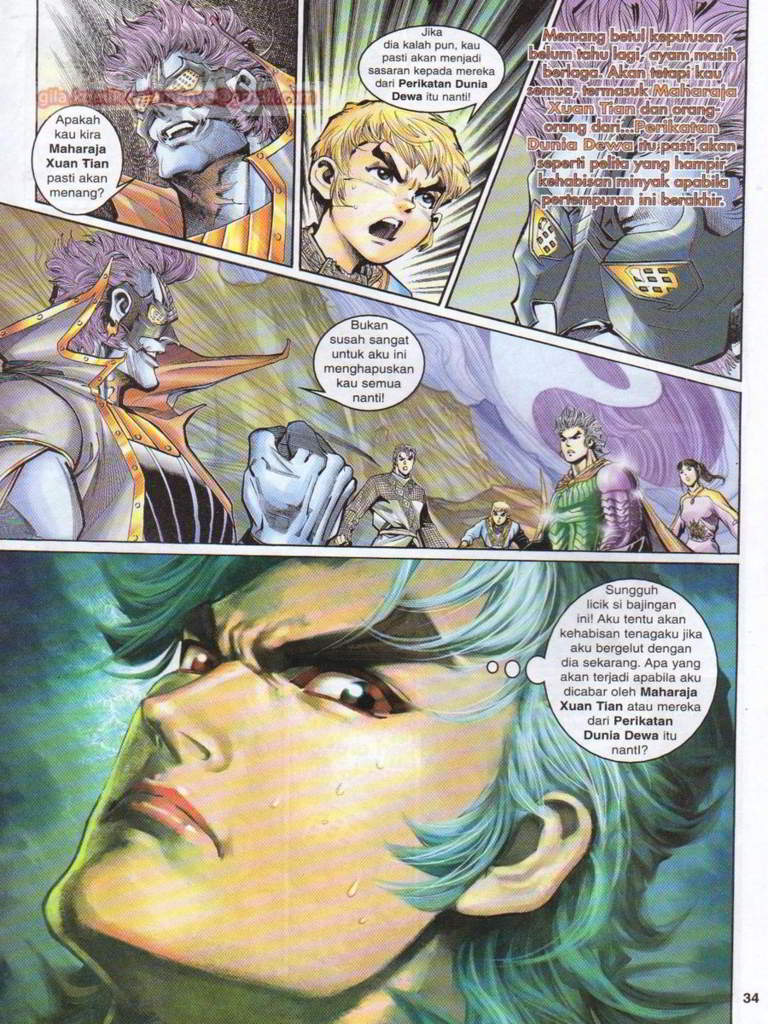 Apakah
kau kira
Maharaja
Xuan Tian
pasti akan
menang?
Jika
dia kalah pun, kau
pasti akan menjadi
sasaran kepada mereka
dari Perikatan Dunia
Dewa itu nanti!
Memang betul keputusan
belum tahu lagi, ayam masih
berlaga. Akan tetapi kau
semua, termasuk Maharaja
Xuan Tian dan orang-
orang dari...Perikatan
Dunia Dewa itu,pasti akan
seperti pelita yang hampir
kehabisan minyak apabila
pertempuran ini berakhir.
Bukan
susah sangat
untuk aku ini
menghapuskan
kau semua
nanti!
Sungguh
licik si bajingan
ini! Aku tentu akan
kehabisan tenagaku jika
aku bergelut dengan
dia sekarang. Apa yang
akan terjadi apabila aku
dicabar oleh Maharaja
Xuan Tian atau mereka
dari Perikatan
Dunia Dewa itu
nantI?
34